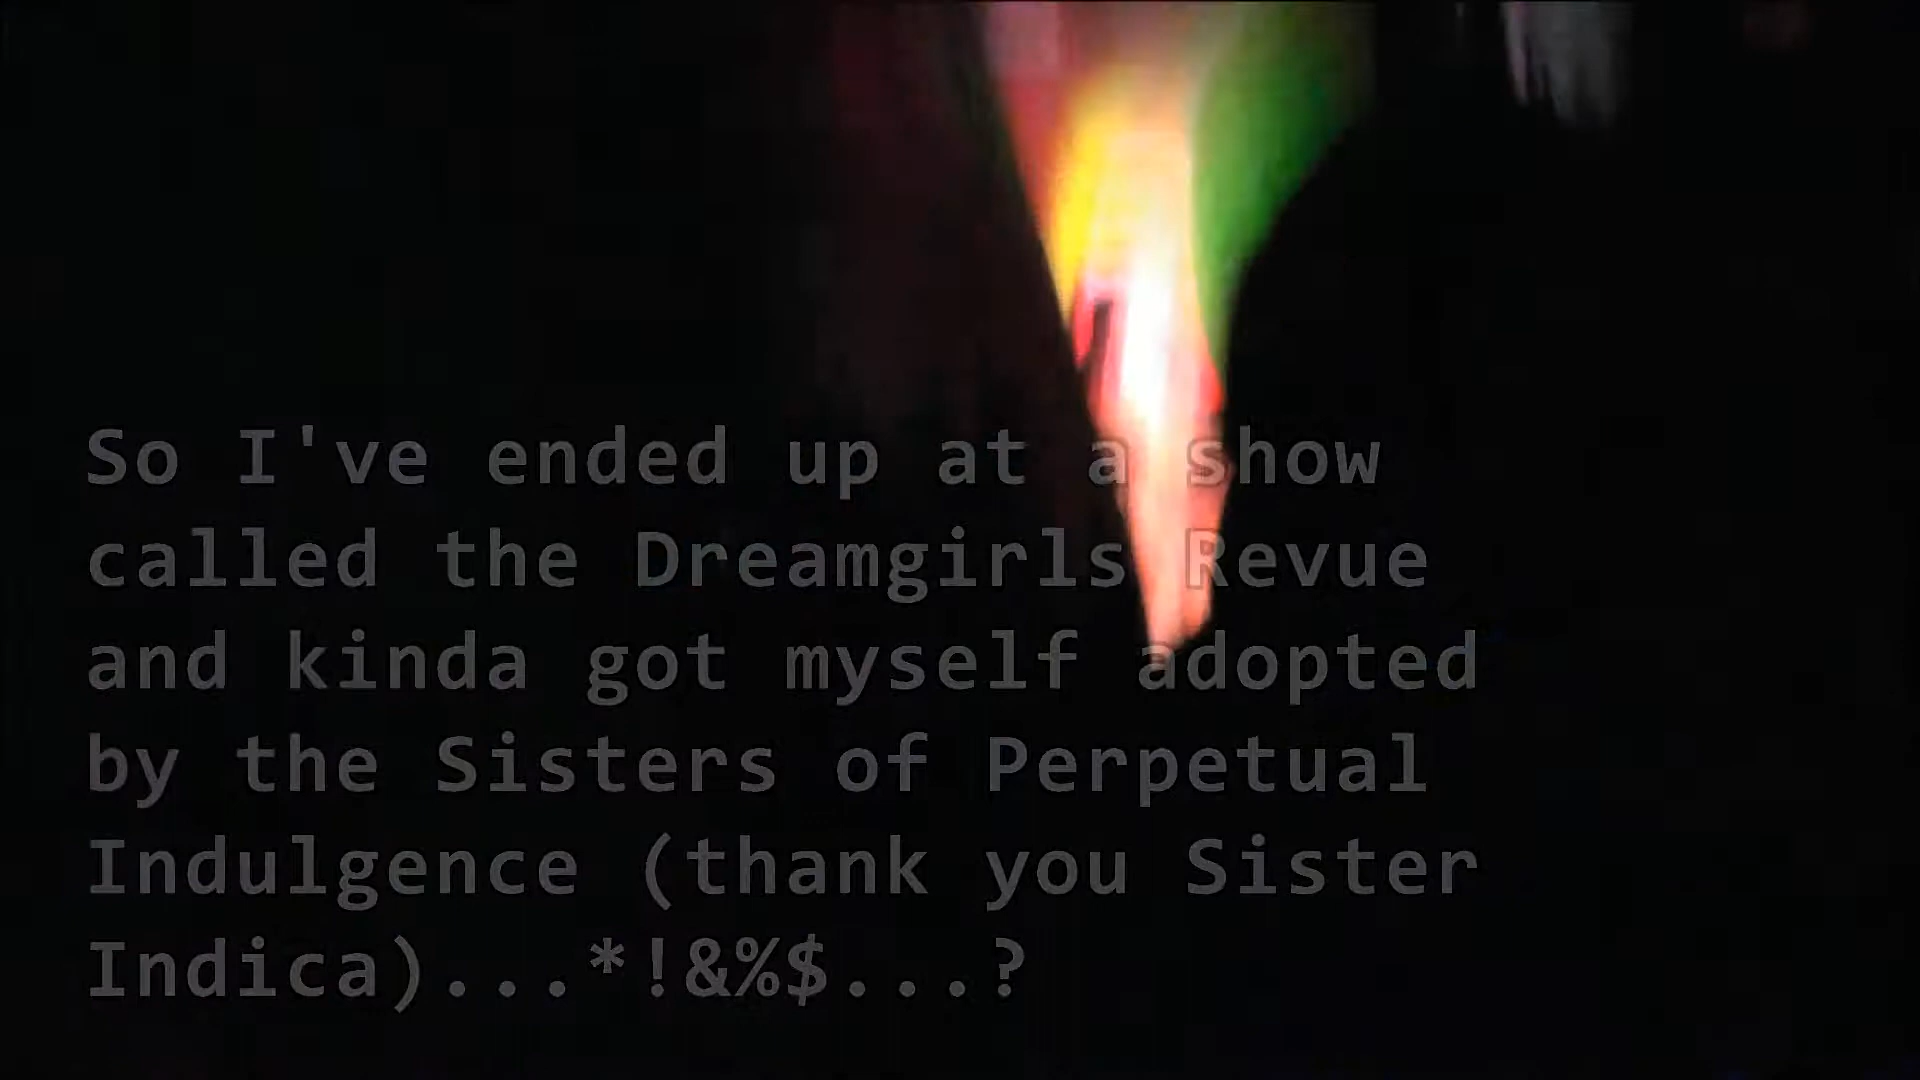 So I've ended up at a show
called the Dreamgirls Revue
and kinda got myself adopted
by the Sisters of Perpetual
Indulgence (thank you Sister
Indica)...*!&%$...?